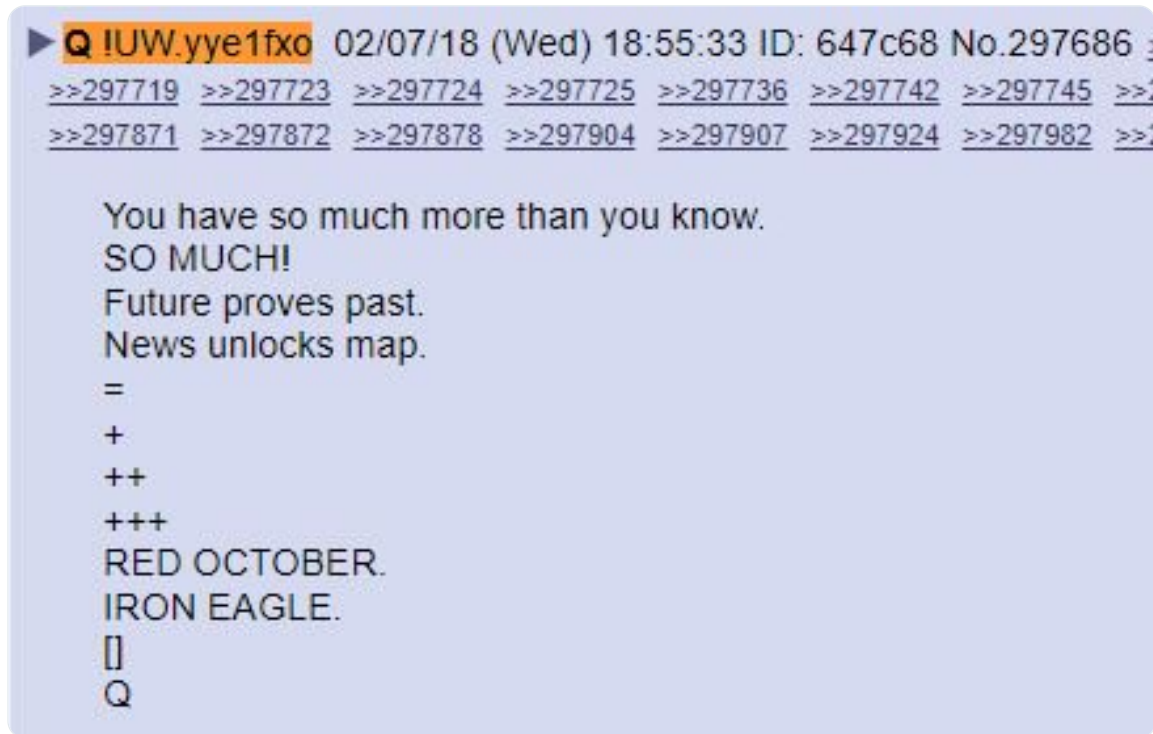 ▶ Q !UW.yye1fxo 02/07/18 (Wed) 18:55:33 ID: 647c68 No.297686
>>297719 >>297723 >>297724 >>297725 >>297736 >>297742 >>297745
>>297871 >>297872 >>297878 >>297904 >>297907 >>297924 >>297982
You have so much more than you know.
SO MUCH!
Future proves past.
News unlocks map.
=
+
++
+++
RED OCTOBER.
IRON EAGLE.
[]
Q